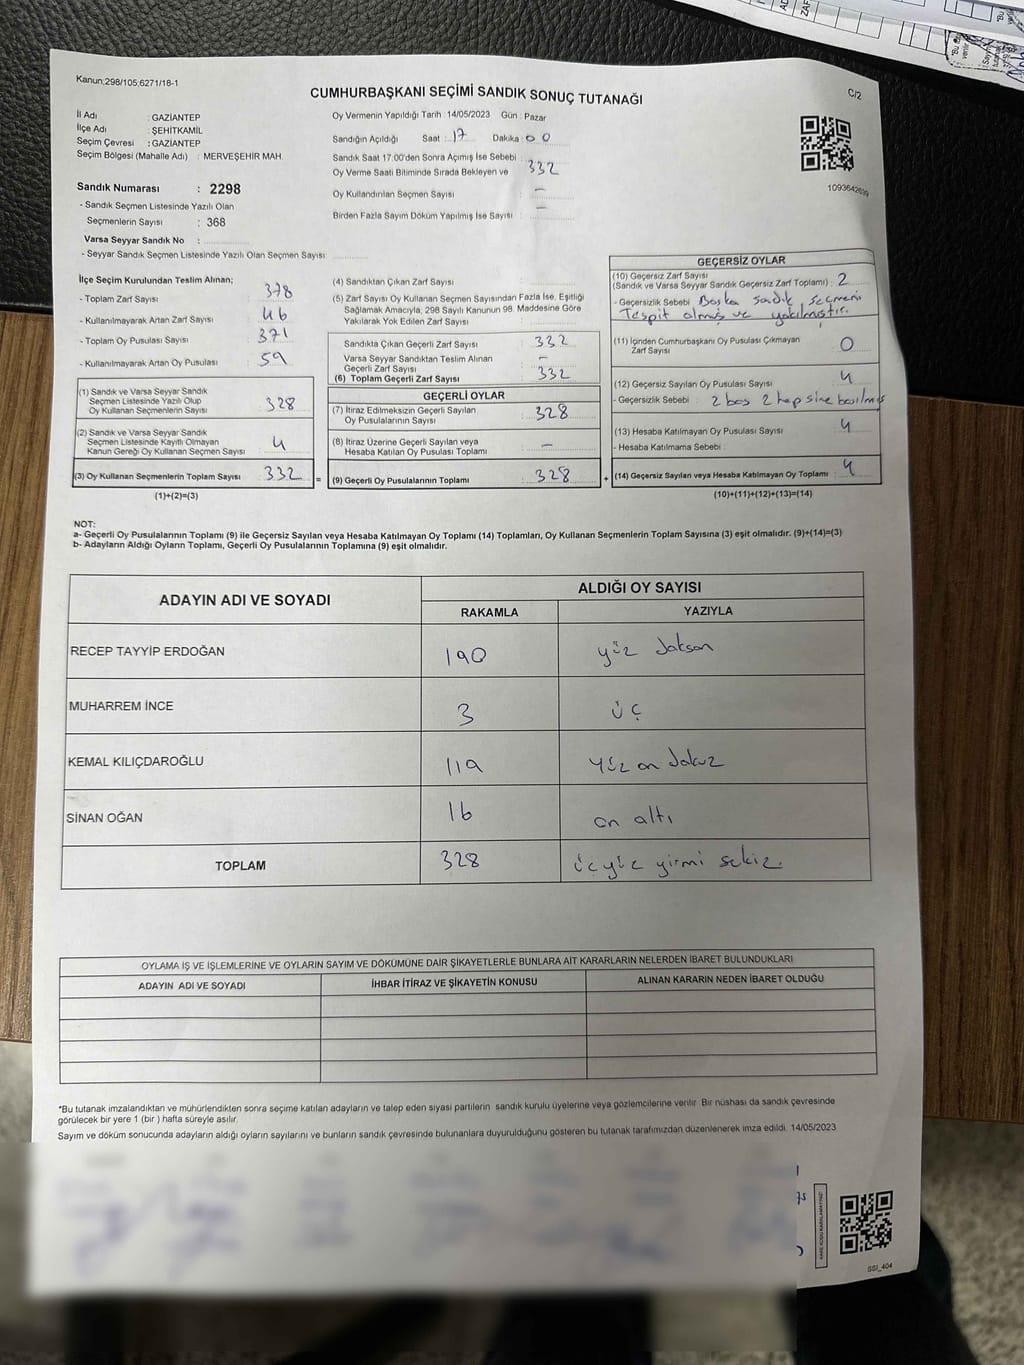 Kanun:298/105;6271/18-1
CUMHURBAŞKANI SEÇİMİ SANDIK SONUÇ TUTANAĞI
C/2
İl Adı : GAZİANTEP
İlçe Adı : ŞEHİTKAMİL
Seçim Çevresi : GAZİANTEP
Seçim Bölgesi (Mahalle Adı) : MERVEŞEHİR MAH.
Sandık Numarası : 2298
- Sandık Seçmen Listesinde Yazılı Olan
Seçmenlerin Sayısı : 368
Varsa Seyyar Sandık No :
- Seyyar Sandık Seçmen Listesinde Yazılı Olan Seçmen Sayısı:
Oy Vermenin Yapıldığı Tarih : 14/05/2023 Gün : Pazar
Sandığın Açıldığı Saat : 17 Dakika : 00
Sandık Saat 17:00'den Sonra Açımış İse Sebebi :
Oy Verme Saati Bitiminde Sırada Bekleyen ve 332
Oy Kullandırılan Seçmen Sayısı : -
Birden Fazla Sayım Döküm Yapılmış İse Sayısı : -
İlçe Seçim Kurulundan Teslim Alınan;
- Toplam Zarf Sayısı : 378
- Kullanılmayarak Artan Zarf Sayısı : 46
- Toplam Oy Pusulası Sayısı : 371
- Kullanılmayarak Artan Oy Pusulası : 59
(1) Sandık ve Varsa Seyyar Sandık
Seçmen Listesinde Yazılı Olup
Oy Kullanan Seçmenlerin Sayısı : 328
(2) Sandık ve Varsa Seyyar Sandık
Seçmen Listesinde Kayıtlı Olmayan
Kanun Gereği Oy Kullanan Seçmen Sayısı : 4
(3) Oy Kullanan Seçmenlerin Toplam Sayısı : 332
(1)+(2)=(3)
=
(4) Sandıktan Çıkan Zarf Sayısı :
(5) Zarf Sayısı Oy Kullanan Seçmen Sayısından Fazla İse, Eşitliği
Sağlamak Amacıyla, 298 Sayılı Kanunun 98. Maddesine Göre
Yakılarak Yok Edilen Zarf Sayısı :
Sandıkta Çıkan Geçerli Zarf Sayısı : 332
Varsa Seyyar Sandıktan Teslim Alınan
Geçerli Zarf Sayısı : -
(6) Toplam Geçerli Zarf Sayısı : 332
GEÇERLİ OYLAR
(7) İtiraz Edilmeksizin Geçerli Sayılan
Oy Pusulalarının Sayısı : 328
(8) İtiraz Üzerine Geçerli Sayılan veya
Hesaba Katılan Oy Pusulası Toplamı : -
(9) Geçerli Oy Pusulalarının Toplamı : 328
+
1093642639
GEÇERSİZ OYLAR
(10) Geçersiz Zarf Sayısı
(Sandık ve Varsa Seyyar Sandık Geçersiz Zarf Toplamı) : 2
- Geçersizlik Sebebi : Başka sandık seçmeni
Tespit olmuş ve yakılmıştır.
(11) İçinden Cumhurbaşkanı Oy Pusulası Çıkmayan
Zarf Sayısı : 0
(12) Geçersiz Sayılan Oy Pusulası Sayısı : 4
- Geçersizlik Sebebi : 2 boş 2 hepsine basılmış
(13) Hesaba Katılmayan Oy Pusulası Sayısı : 4
- Hesaba Katılmama Sebebi :
(14) Geçersiz Sayılan veya Hesaba Katılmayan Oy Toplamı : 4
(10)+(11)+(12)+(13)=(14)
NOT:
a- Geçerli Oy Pusulalarının Toplamı (9) ile Geçersiz Sayılan veya Hesaba Katılmayan Oy Toplamı (14) Toplamları, Oy Kullanan Seçmenlerin Toplam Sayısına (3) eşit olmalıdır. (9)+(14)=(3)
b- Adayların Aldığı Oyların Toplamı, Geçerli Oy Pusulalarının Toplamına (9) eşit olmalıdır.
ADAYIN ADI VE SOYADI ALDIĞI OY SAYISI
RAKAMLA YAZIYLA
RECEP TAYYİP ERDOĞAN 190 yüz doksan
MUHARREM İNCE 3 üç
KEMAL KILIÇDAROĞLU 119 Yüz on dokuz
SİNAN OĞAN 16 on altı
TOPLAM 328 üçyüz yirmi sekiz.
OYLAMA İŞ VE İŞLEMLERİNE VE OYLARIN SAYIM VE DÖKÜMÜNE DAİR ŞİKAYETLERLE BUNLARA AİT KARARLARIN NELERDEN İBARET BULUNDUKLARI
ADAYIN ADI VE SOYADI İHBAR İTİRAZ VE ŞİKAYETİN KONUSU ALINAN KARARIN NEDEN İBARET OLDUĞU
*Bu tutanak imzalandıktan ve mühürlendikten sonra seçime katılan adayların ve talep eden siyasi partilerin sandık kurulu üyelerine veya gözlemcilerine verilir. Bir nüshası da sandık çevresinde
görülecek bir yere 1 (bir ) hafta süreyle asılır.
Sayım ve döküm sonucunda adayların aldığı oyların sayılarını ve bunların sandık çevresinde bulunanlara duyurulduğunu gösteren bu tutanak tarafımızdan düzenlenerek imza edildi. 14/05/2023
SSI_404